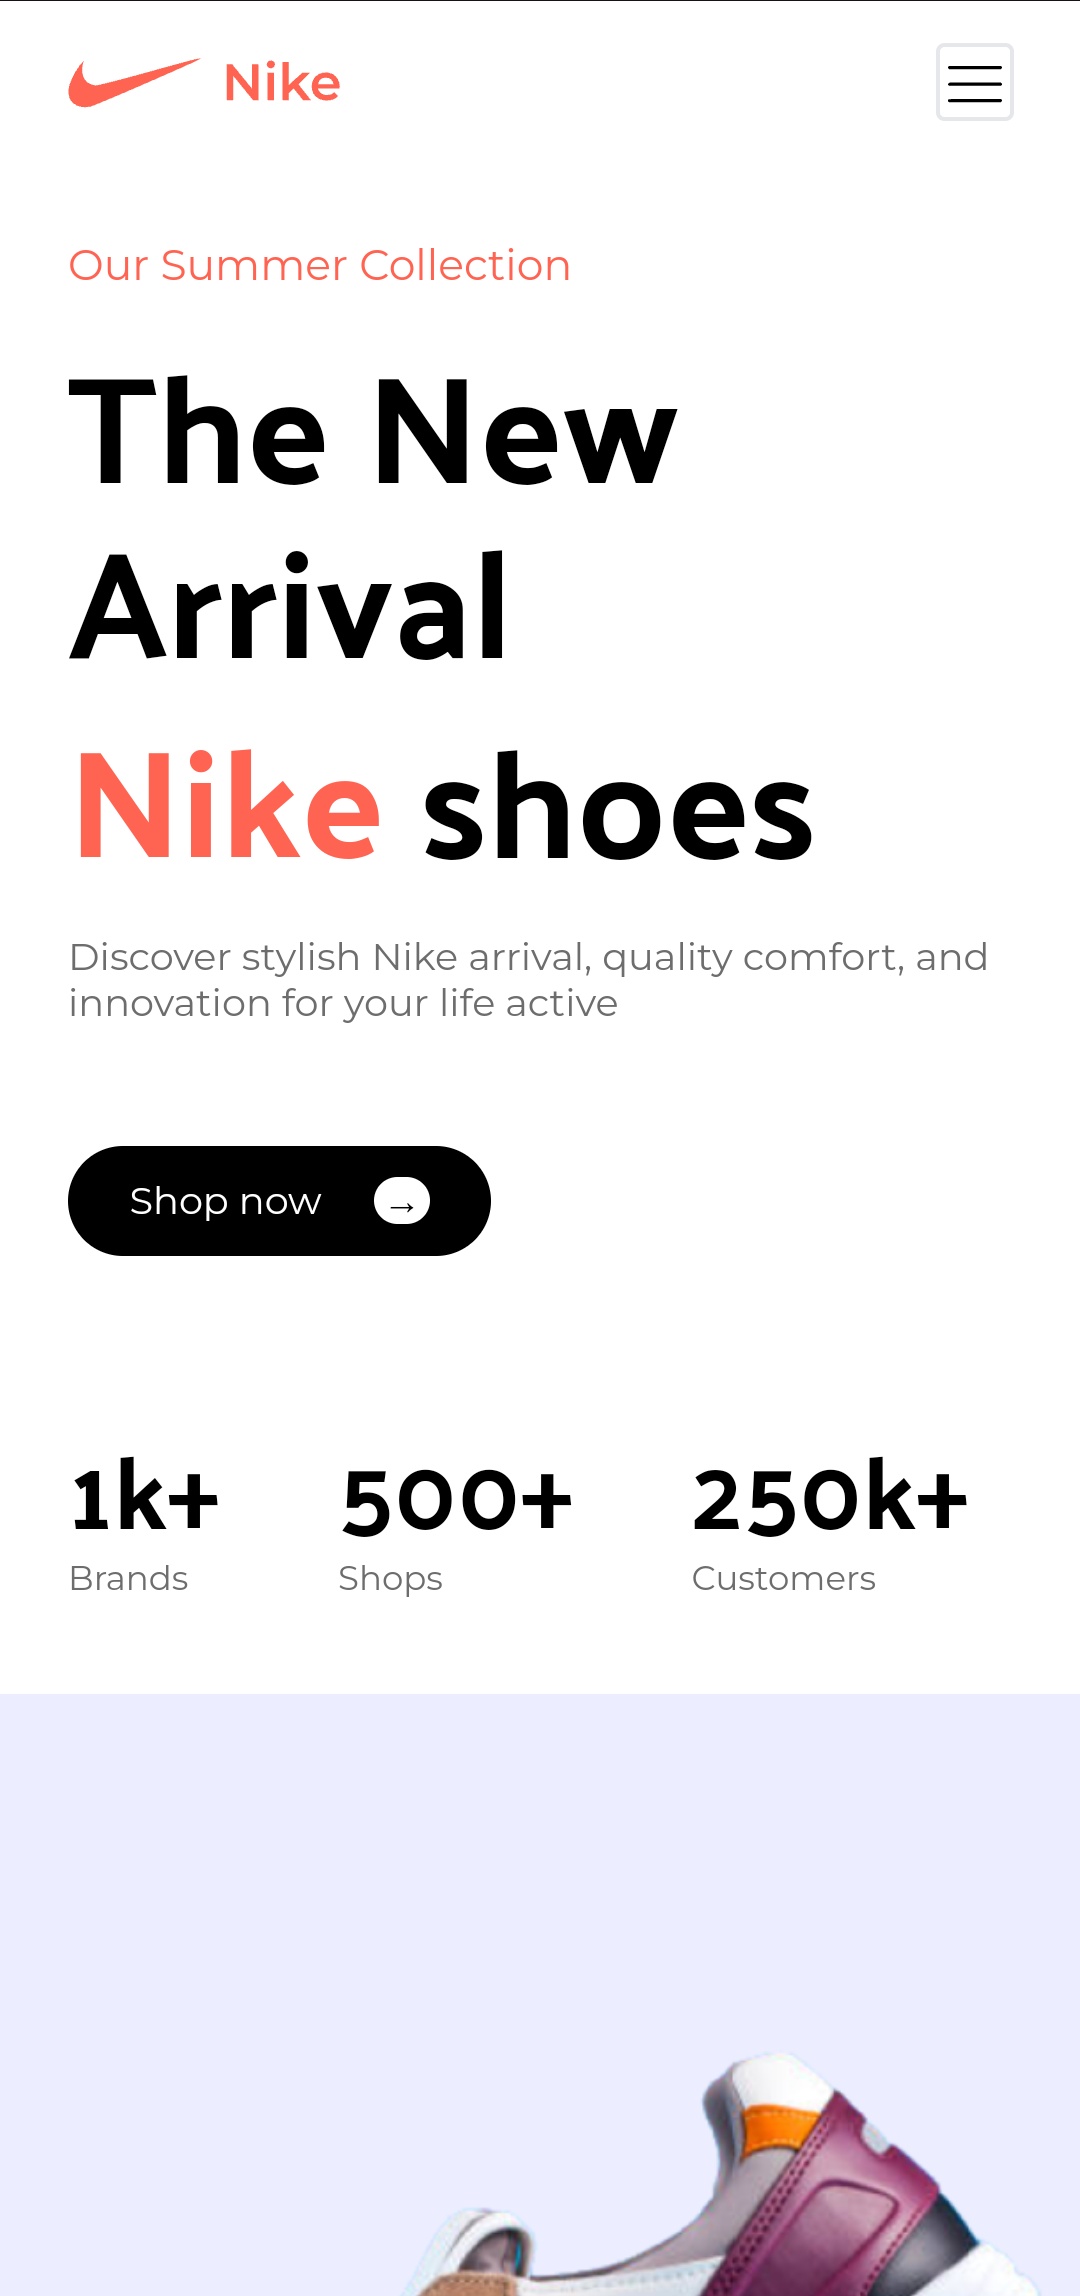 Nike
Our Summer Collection
The New
Arrival
Nike shoes
Discover stylish Nike arrival, quality comfort, and
innovation for your life active
Shop now →
1k+ 500+ 250k+
Brands Shops Customers